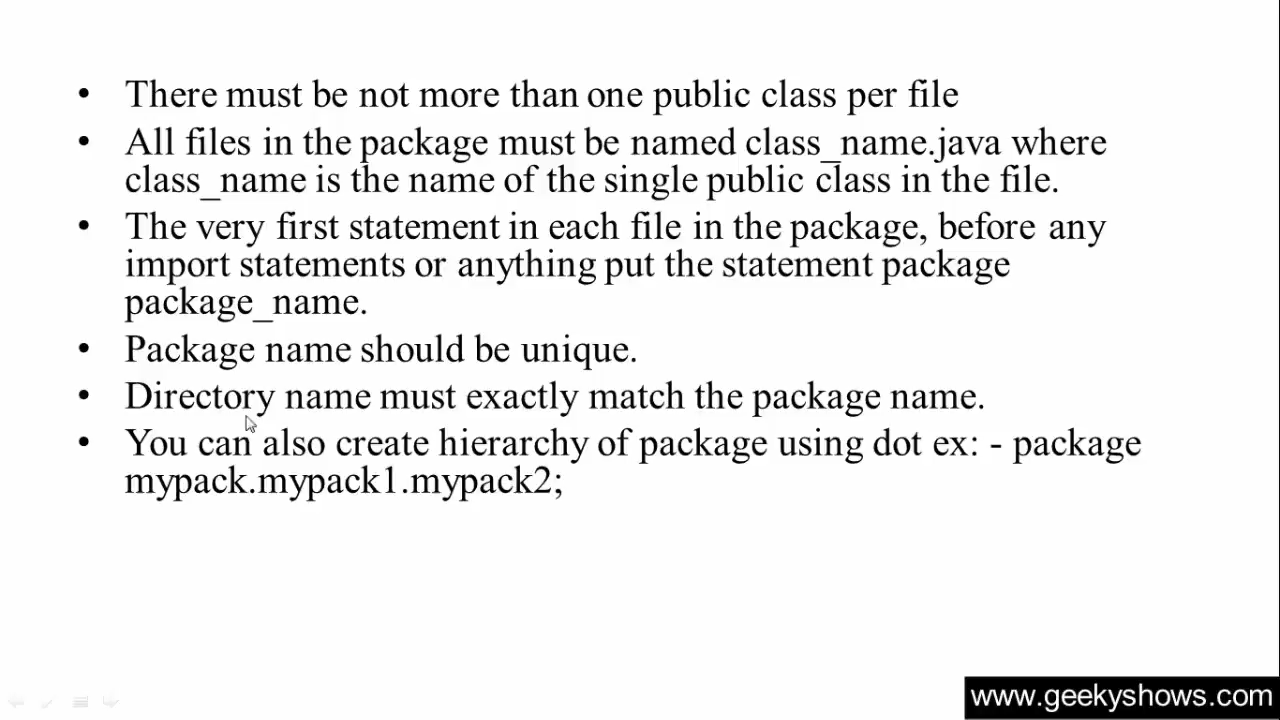 • There must be not more than one public class per file
• All files in the package must be named class_name.java where
class_name is the name of the single public class in the file.
• The very first statement in each file in the package, before any
import statements or anything put the statement package
package_name.
• Package name should be unique.
• Directory name must exactly match the package name.
• You can also create hierarchy of package using dot ex: - package
mypack.mypack1.mypack2;
www.geekyshows.com